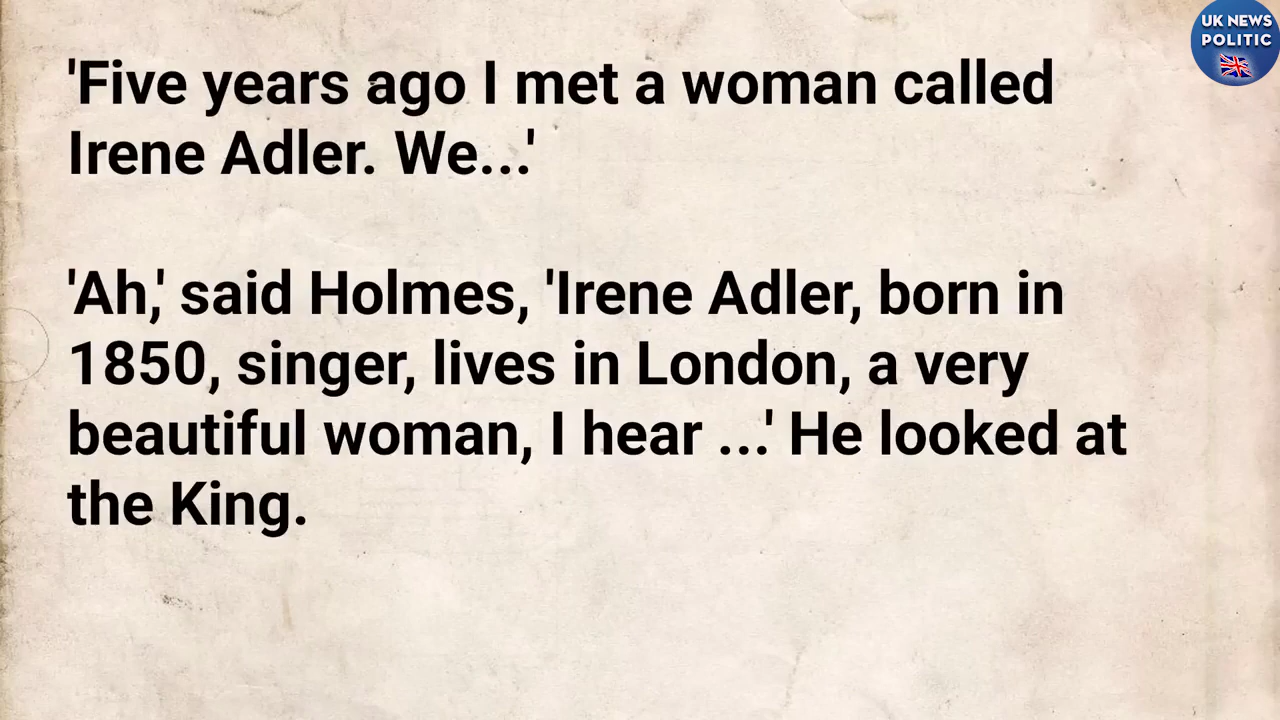 UK NEWS
POLITIC
'Five years ago I met a woman called
Irene Adler. We...'
'Ah,' said Holmes, 'Irene Adler, born in
1850, singer, lives in London, a very
beautiful woman, I hear ...' He looked at
the King.